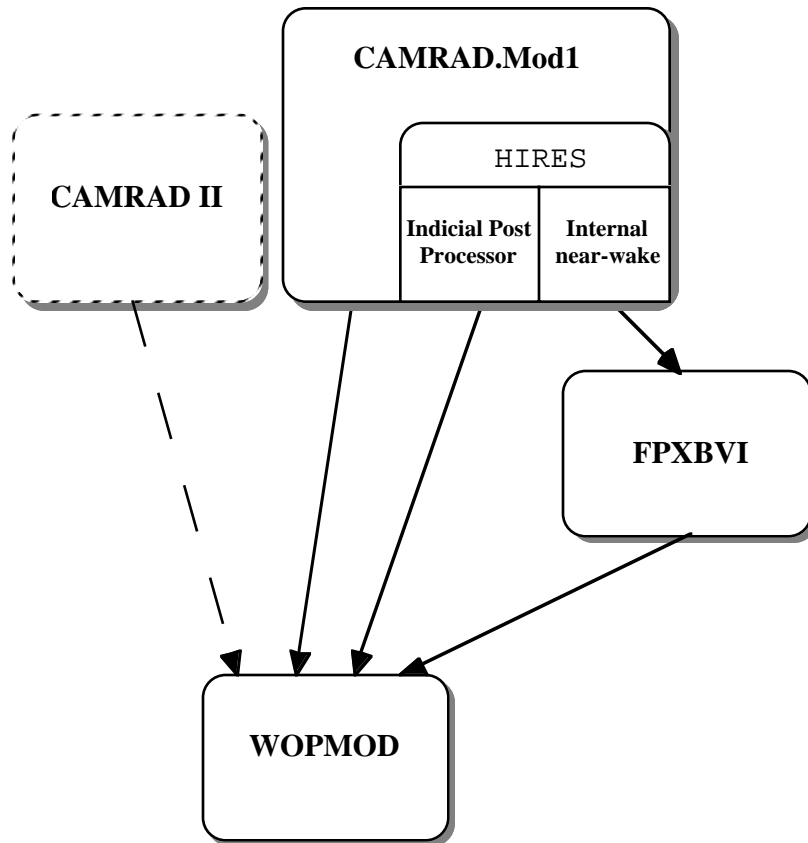 CAMRAD.Mod1
CAMRAD II
HIRES
Indicial Post
Processor
Internal
near-wake
FPXBVI
WOPMOD